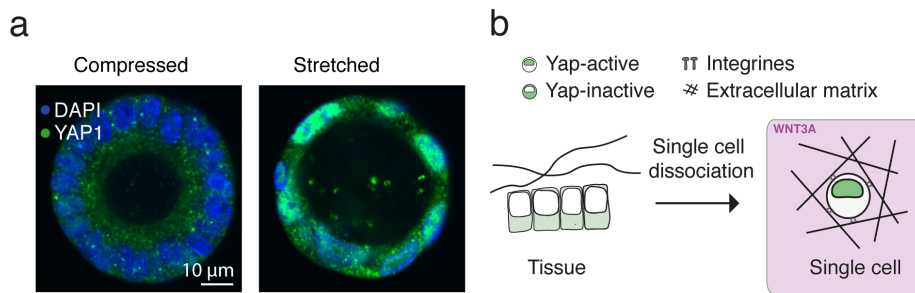 a
Compressed
Stretched
DAPI
YAP1
10 μm
b
Yap-active
Integrines
Yap-inactive
Extracellular matrix
WNT3A
Single cell
dissociation
Tissue
Single cell